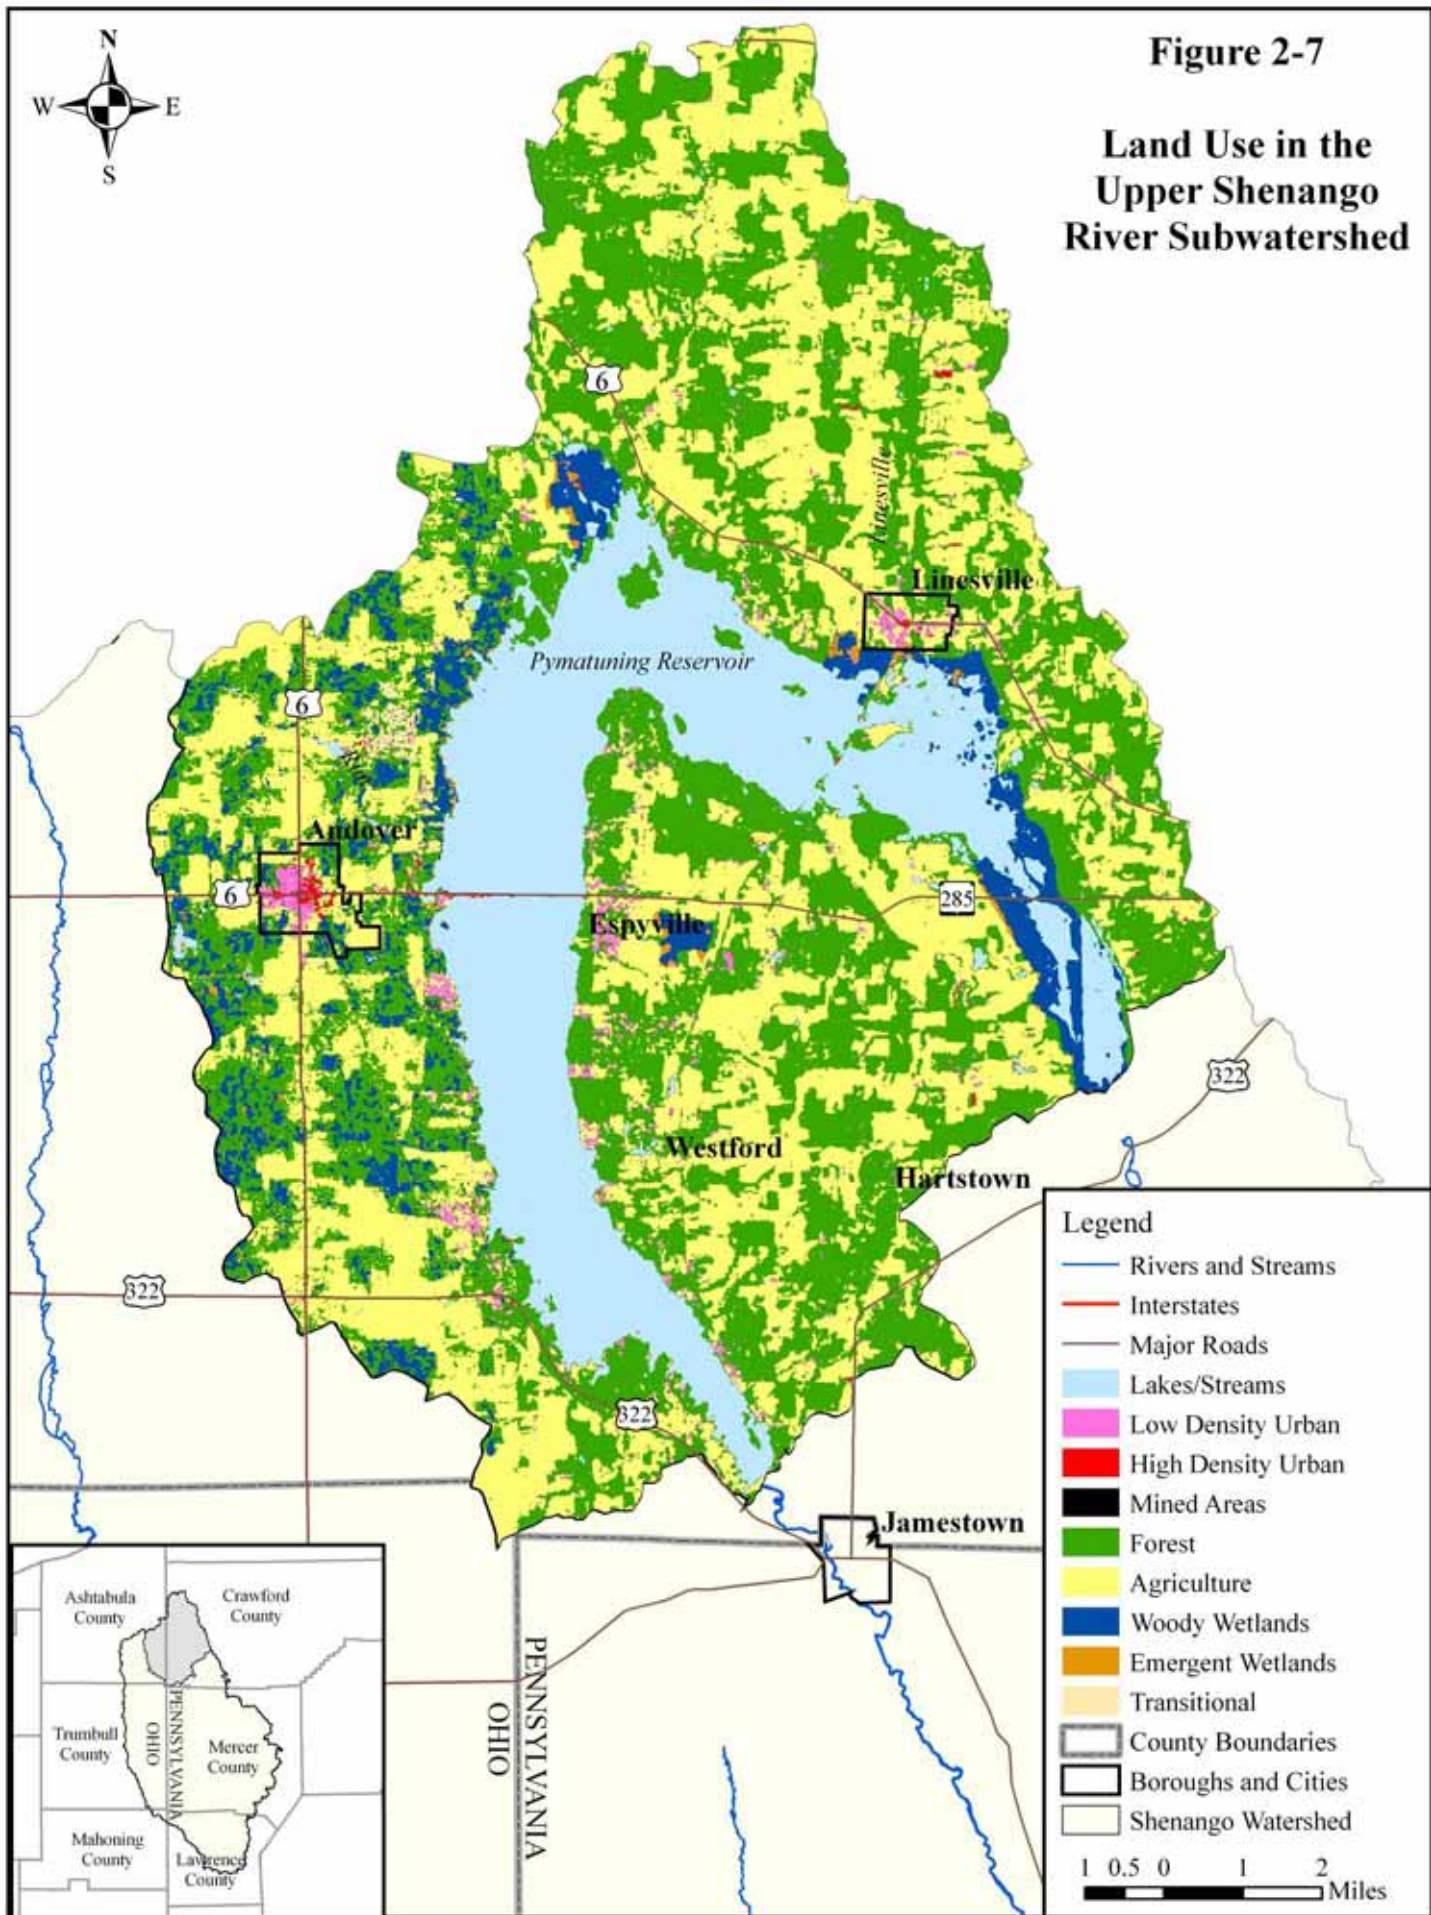 Figure 2-7
Land Use in the
Upper Shenango
River Subwatershed
N
W
E
S
6
Linesville
Linesville
Pymatuning Reservoir
6
Run
Andover
6
285
Espyville
322
Westford
Hartstown
322
322
Jamestown
PENNSYLVANIA
OHIO
Ashtabula
County
Crawford
County
Trumbull
County
OHIO
PENNSYLVANIA
Mercer
County
Mahoning
County
Lawrence
County
Legend
Rivers and Streams
Interstates
Major Roads
Lakes/Streams
Low Density Urban
High Density Urban
Mined Areas
Forest
Agriculture
Woody Wetlands
Emergent Wetlands
Transitional
County Boundaries
Boroughs and Cities
Shenango Watershed
1 0.5 0 1 2
Miles